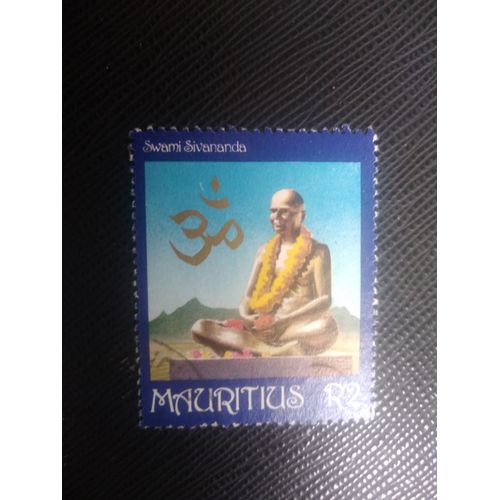 Swami Sivananda
ॐ
MAURITIUS R2